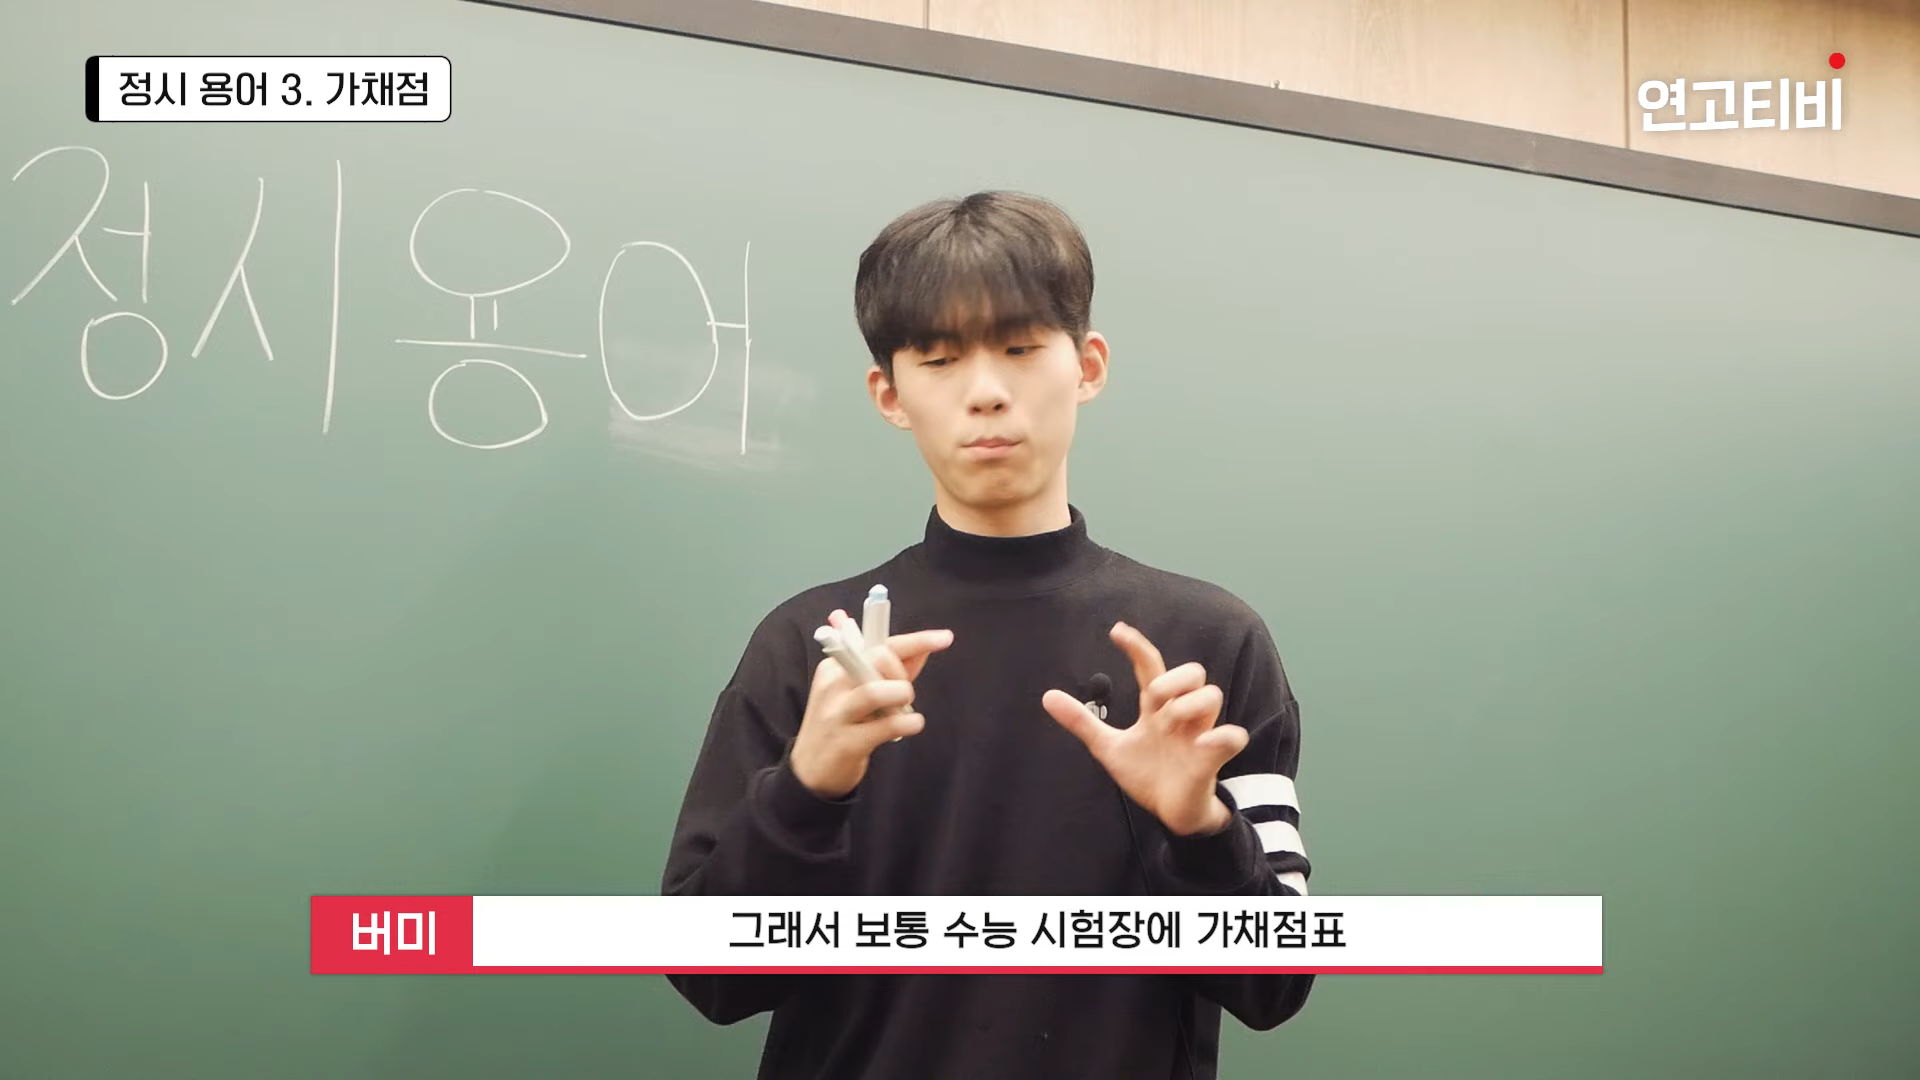 정시 용어 3. 가채점
연고티비
정시 용어
버미
그래서 보통 수능 시험장에 가채점표